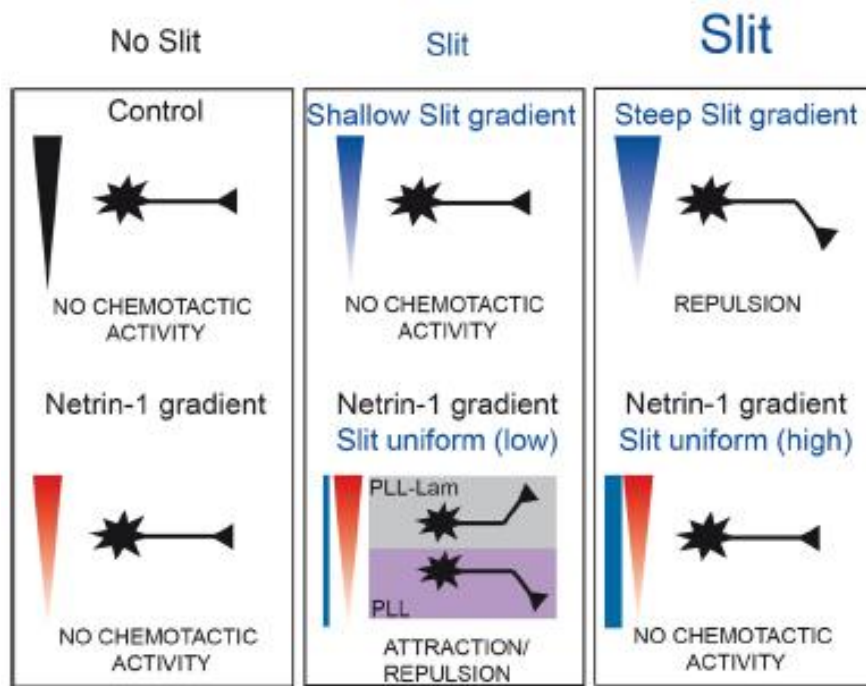 No Slit
Slit
Slit
Control
NO CHEMOTACTIC
ACTIVITY
Netrin-1 gradient
NO CHEMOTACTIC
ACTIVITY
Shallow Slit gradient
NO CHEMOTACTIC
ACTIVITY
Netrin-1 gradient
Slit uniform (low)
PLL-Lam
PLL
ATTRACTION/
REPULSION
Steep Slit gradient
REPULSION
Netrin-1 gradient
Slit uniform (high)
NO CHEMOTACTIC
ACTIVITY